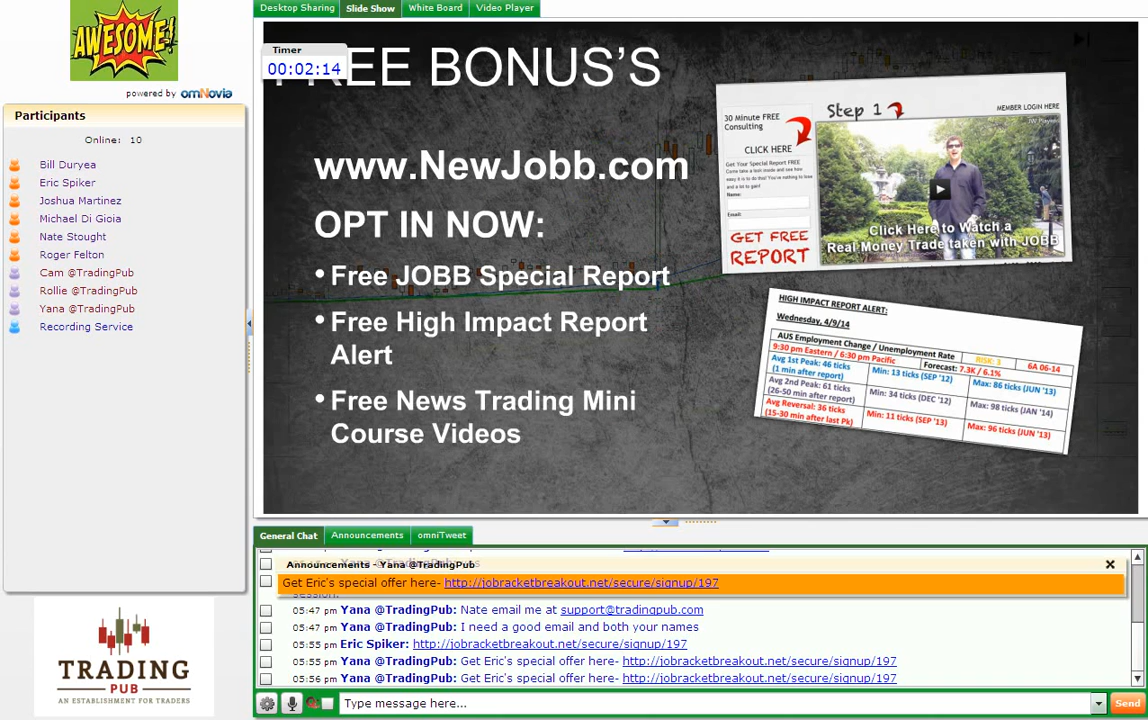 Desktop Sharing
Slide Show
White Board
Video Player
AWESOME!
powered by omNovia
Participants
Online: 10
Bill Duryea
Eric Spiker
Joshua Martinez
Michael Di Gioia
Nate Stought
Roger Felton
Cam @TradingPub
Rollie @TradingPub
Yana @TradingPub
Recording Service
TRADING
PUB
AN ESTABLISHMENT FOR TRADERS
Timer
00:02:14
FREE BONUS'S
www.NewJobb.com
OPT IN NOW:
•Free JOBB Special Report
•Free High Impact Report
Alert
•Free News Trading Mini
Course Videos
30 Minute FREE
Consulting
CLICK HERE
Get Your Special Report FREE
Name:
Email:
GET FREE
REPORT
Step 1
MEMBER LOGIN HERE
Click Here to Watch a
Real Money Trade taken with JOBB
HIGH IMPACT REPORT ALERT:
Wednesday, 4/9/14
AUS Employment Change / Unemployment Rate
RISK: 3
6A 06-14
9:30 pm Eastern / 6:30 pm Pacific
Forecast: 7.3K / 6.1%
Avg 1st Peak: 46 ticks
(1 min after report)
Min: 13 ticks (SEP '12)
Max: 86 ticks (JUN '13)
Avg 2nd Peak: 61 ticks
(26-50 min after report)
Min: 34 ticks (DEC '12)
Max: 98 ticks (JAN '14)
Avg Reversal: 36 ticks
(15-30 min after last Pk)
Min: 11 ticks (SEP '13)
Max: 96 ticks (JUN '13)
General Chat
Announcements
omniTweet
Announcements - Yana @TradingPub
Get Eric's special offer here- http://jobracketbreakout.net/secure/signup/197
session.
05:47 pm Yana @TradingPub: Nate email me at support@tradingpub.com
05:47 pm Yana @TradingPub: I need a good email and both your names
05:55 pm Eric Spiker: http://jobracketbreakout.net/secure/signup/197
05:55 pm Yana @TradingPub: Get Eric's special offer here- http://jobracketbreakout.net/secure/signup/197
05:56 pm Yana @TradingPub: Get Eric's special offer here- http://jobracketbreakout.net/secure/signup/197
Type message here...
Send